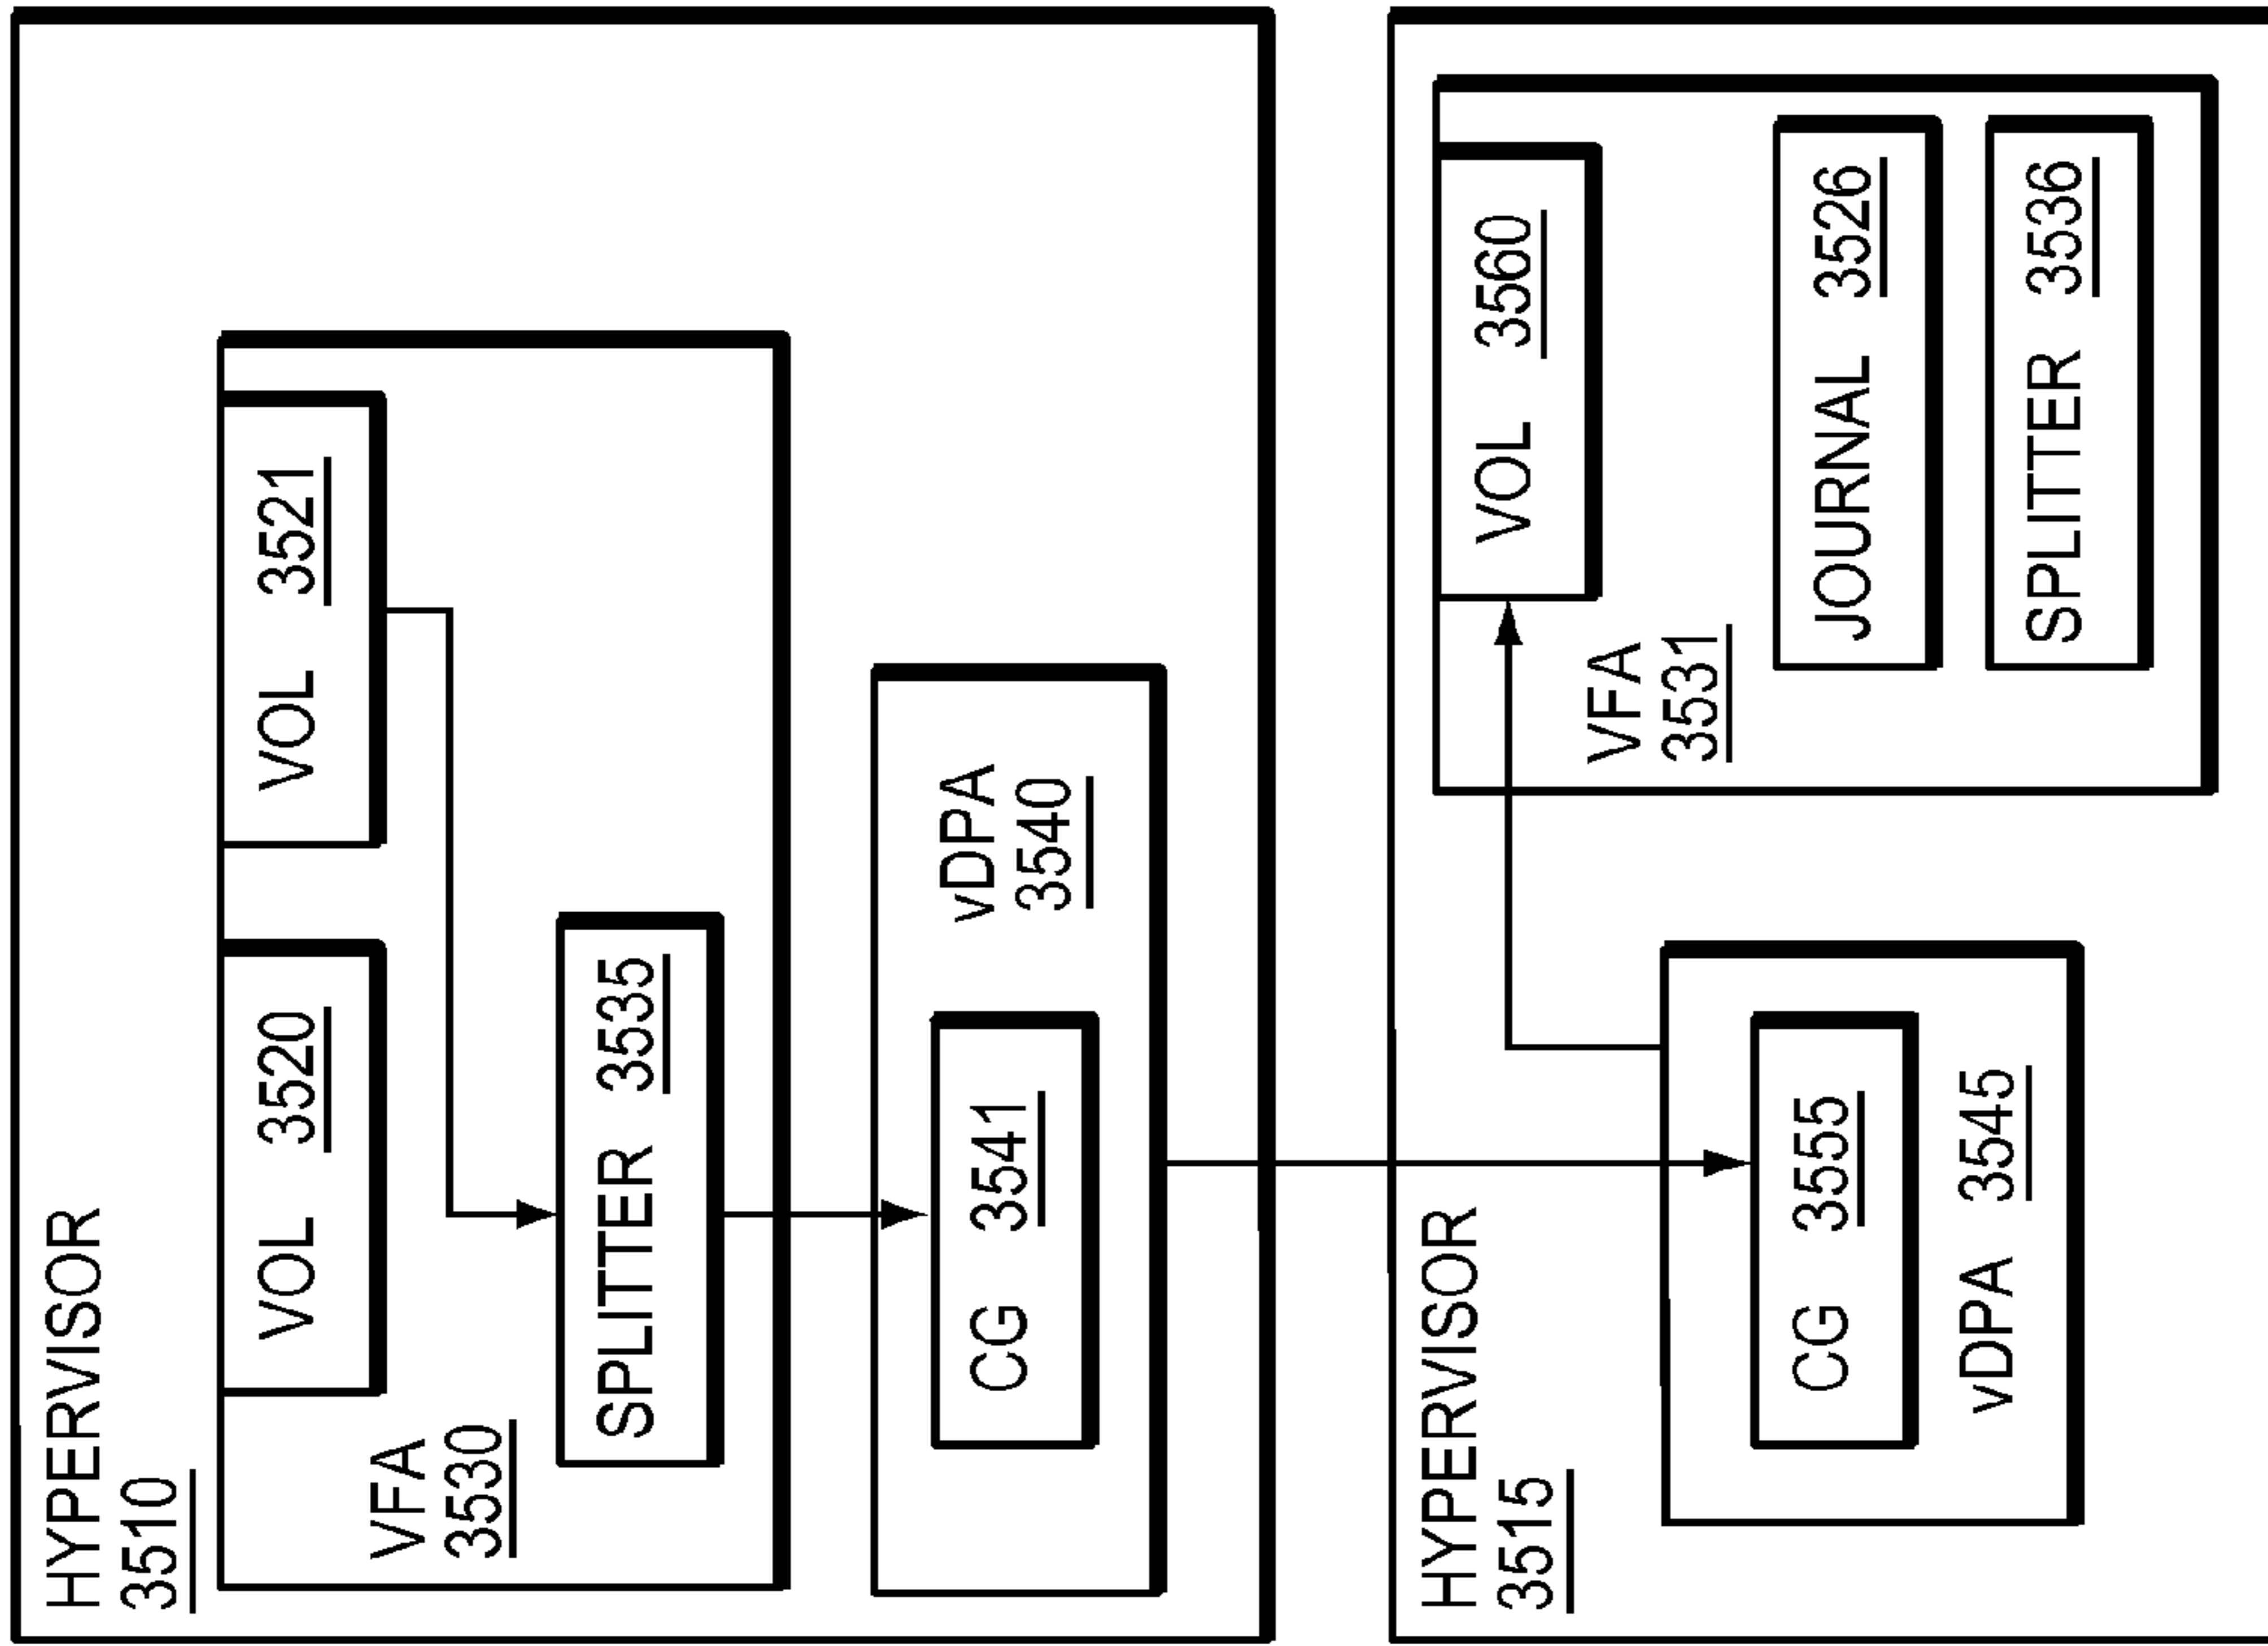 HYPERVISOR
3510
VFA
3530
VOL 3520
VOL 3521
SPLITTER 3535
CG 3541
vDPA
3540
HYPERVISOR
3515
CG 3555
vDPA 3545
VFA
3531
VOL 3560
JOURNAL 3526
SPLITTER 3536